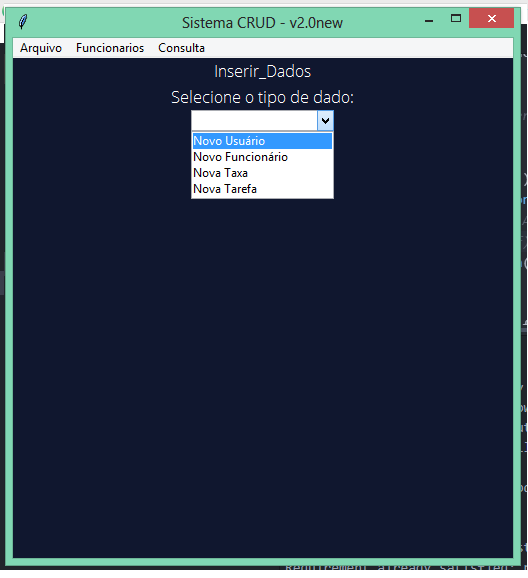 Sistema CRUD - v2.0new
Arquivo Funcionarios Consulta
Inserir_Dados
Selecione o tipo de dado:
Novo Usuário
Novo Funcionário
Nova Taxa
Nova Tarefa